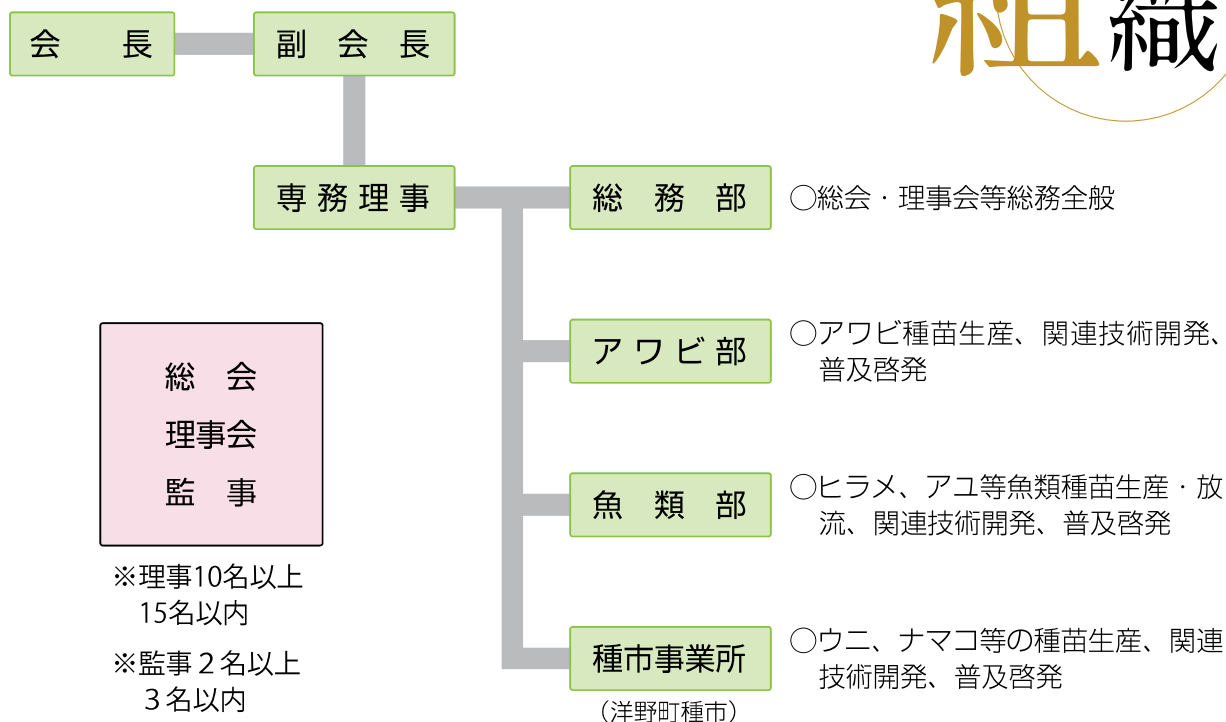 組織
会長
副会長
専務理事
総務部
○総会・理事会等総務全般
アワビ部
○アワビ種苗生産、関連技術開発、
普及啓発
魚類部
○ヒラメ、アユ等魚類種苗生産・放
流、関連技術開発、普及啓発
種市事業所
（洋野町種市）
○ウニ、ナマコ等の種苗生産、関連
技術開発、普及啓発
総会
理事会
監事
※理事10名以上
15名以内
※監事２名以上
３名以内